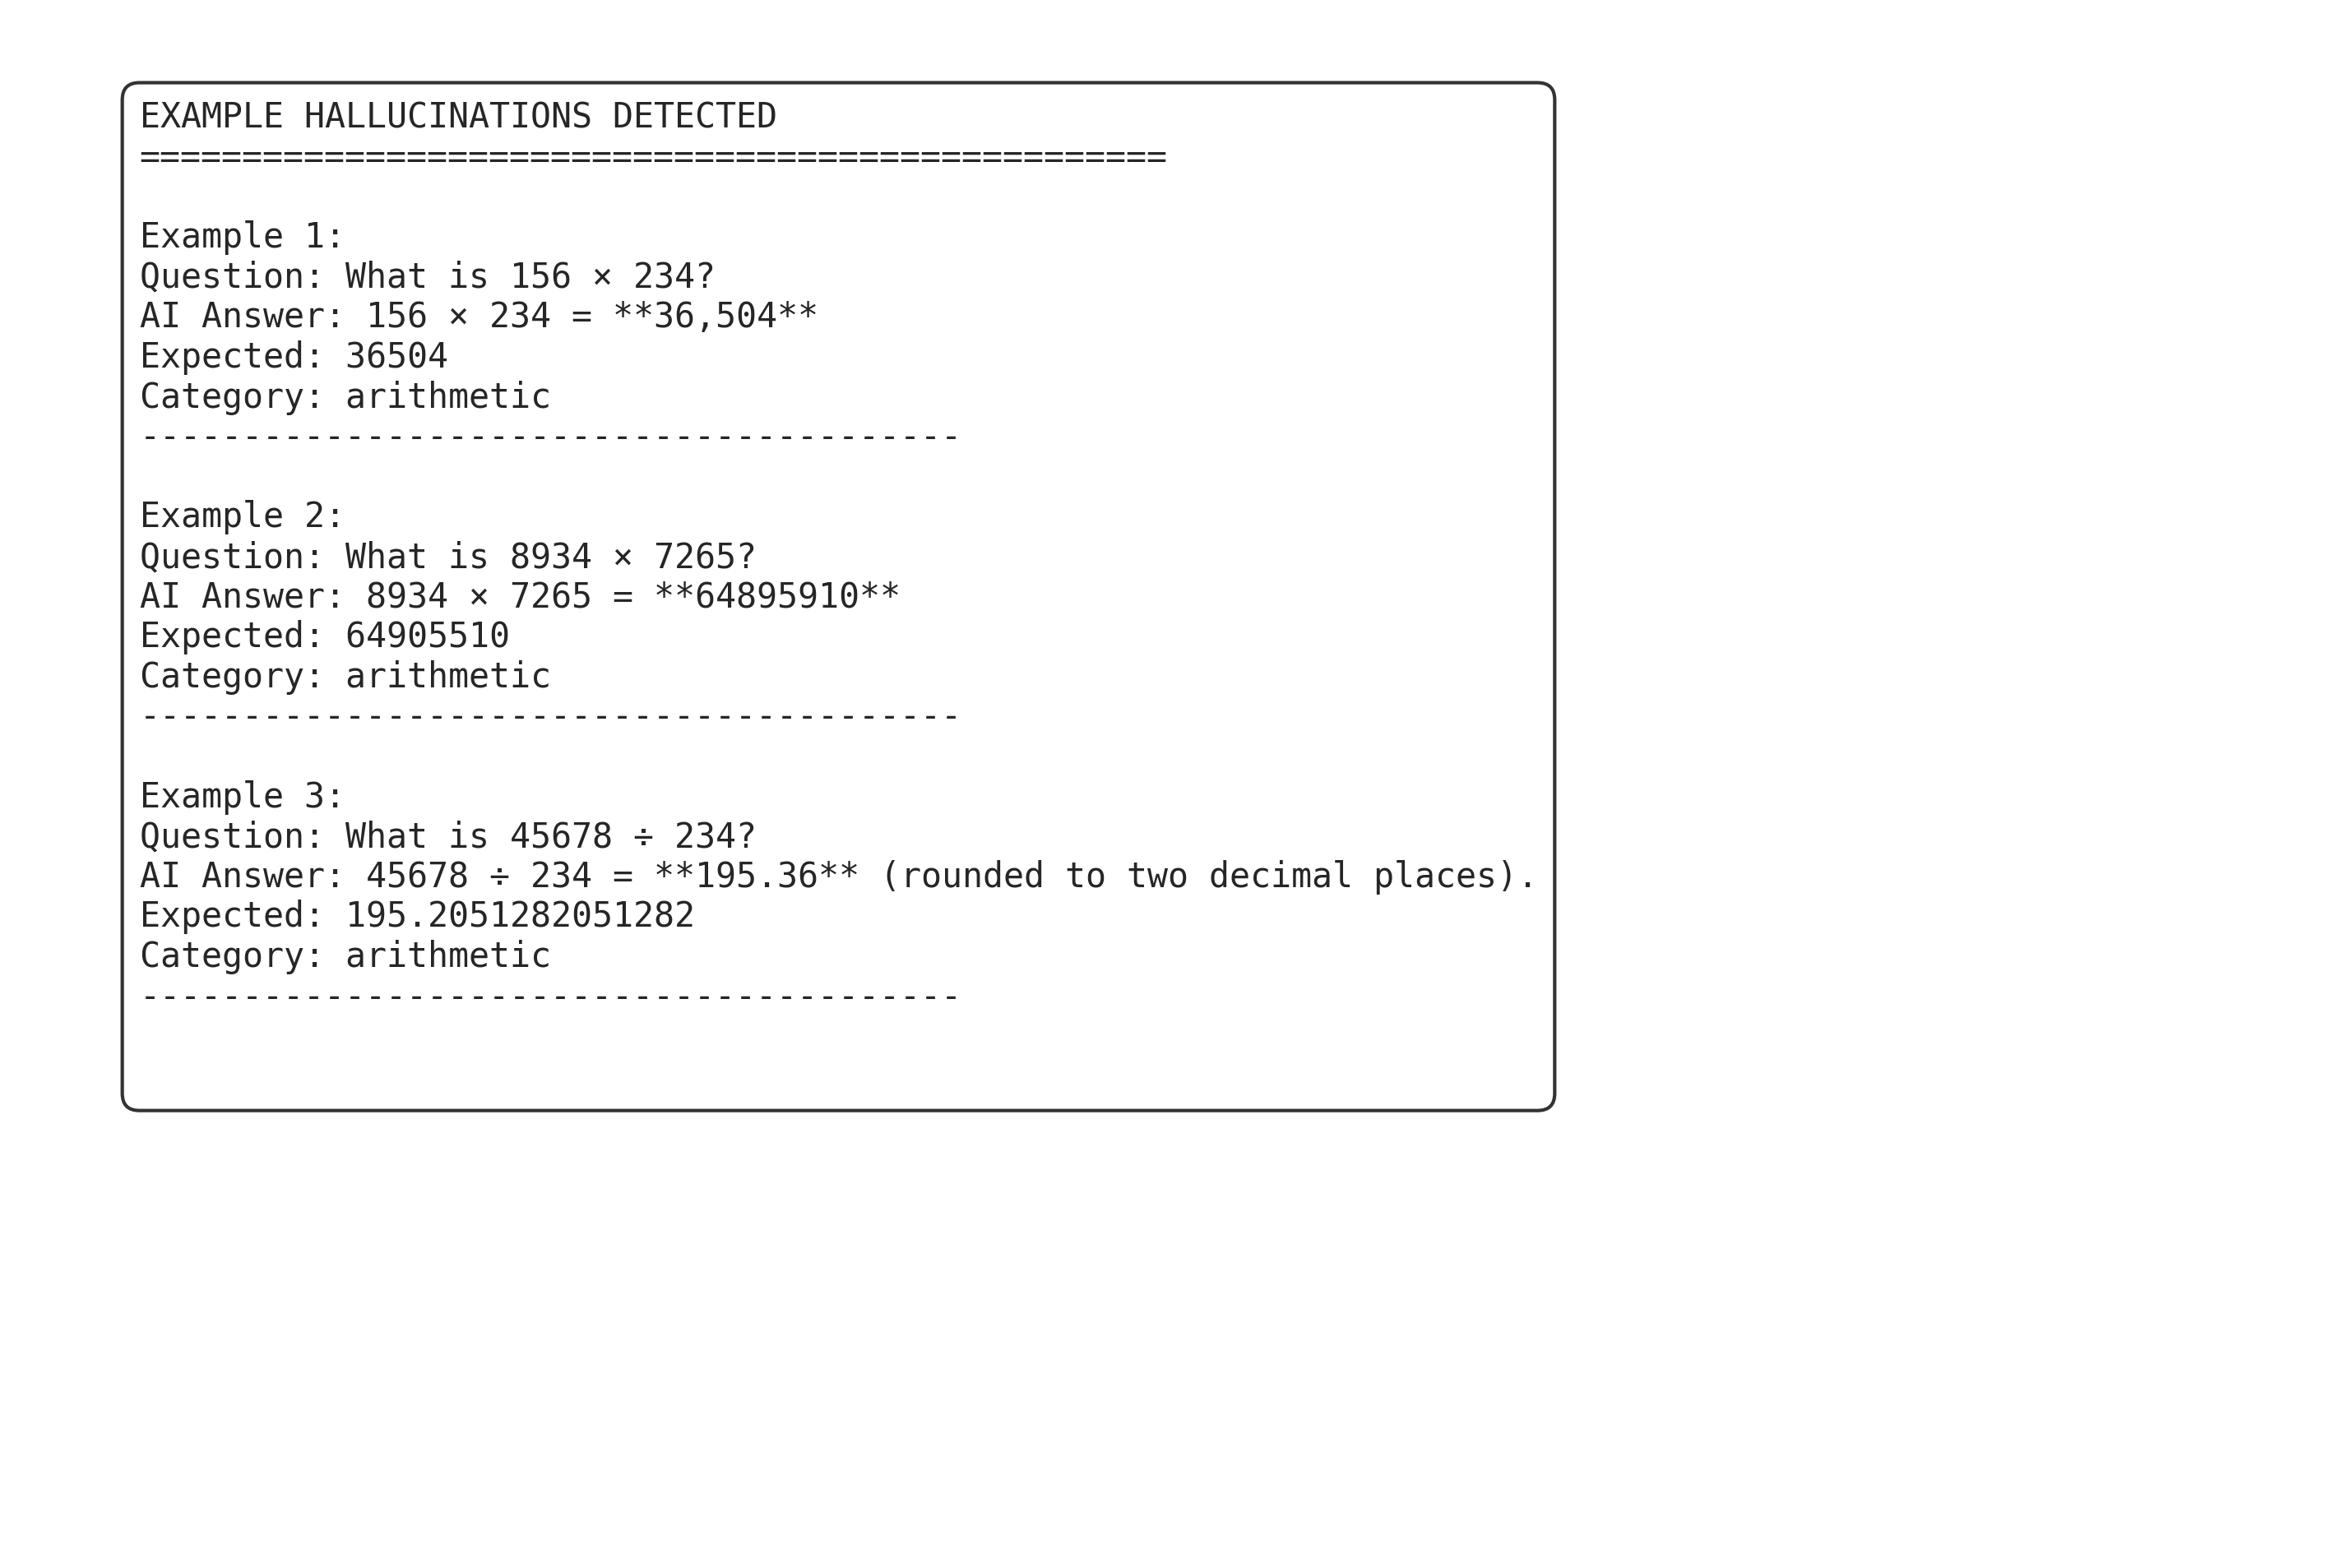 EXAMPLE HALLUCINATIONS DETECTED
==================================================
Example 1:
Question: What is 156 × 234?
AI Answer: 156 × 234 = **36,504**
Expected: 36504
Category: arithmetic
----------------------------------------
Example 2:
Question: What is 8934 × 7265?
AI Answer: 8934 × 7265 = **64895910**
Expected: 64905510
Category: arithmetic
----------------------------------------
Example 3:
Question: What is 45678 ÷ 234?
AI Answer: 45678 ÷ 234 = **195.36** (rounded to two decimal places).
Expected: 195.2051282051282
Category: arithmetic
----------------------------------------